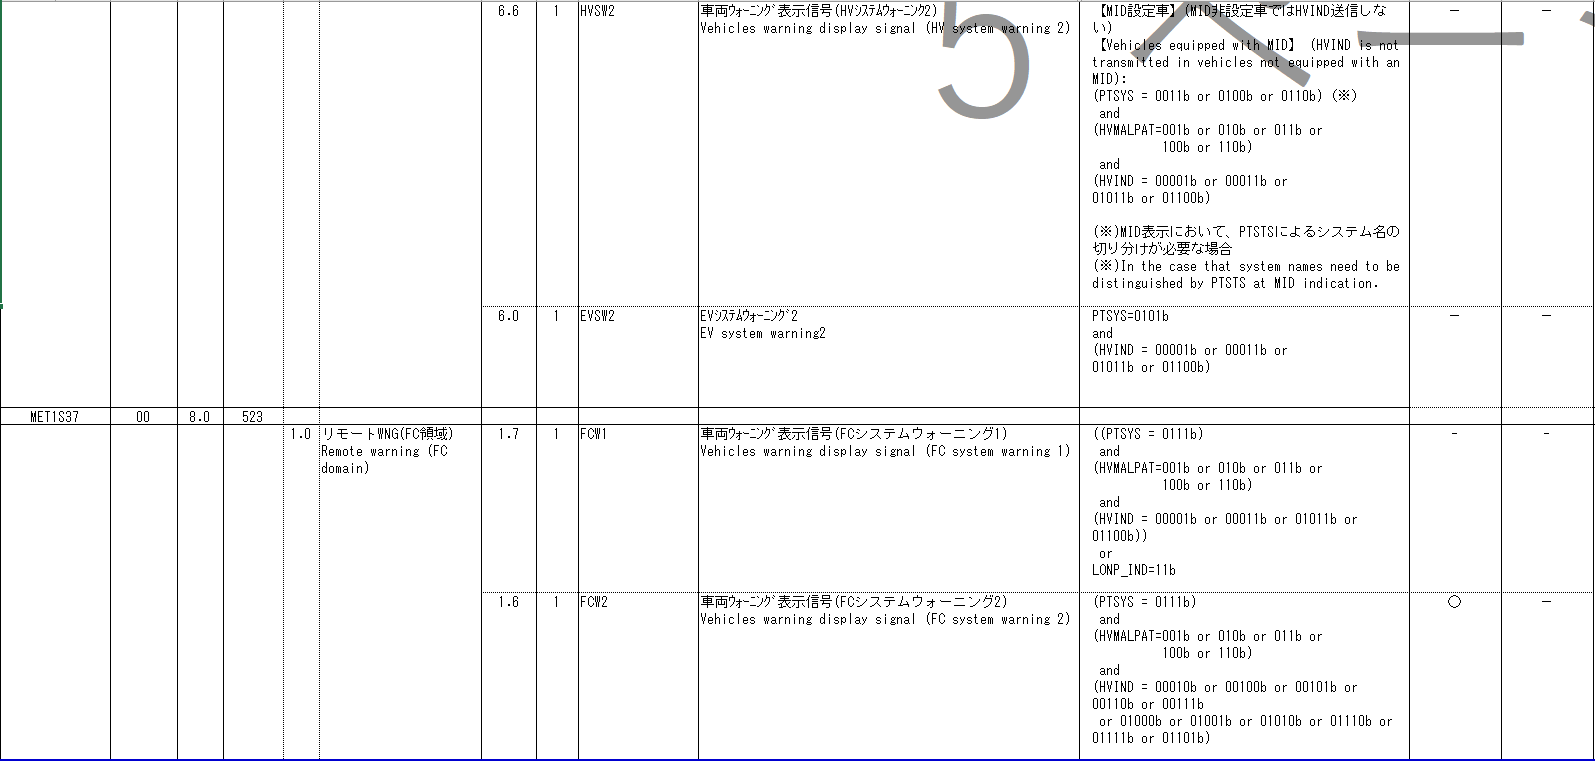 6.6 1 HVSW2 車両ｳｫｰﾆﾝｸﾞ表示信号(HVｼｽﾃﾑｳｫｰﾆﾝｸ2)
Vehicles warning display signal (HV system warning 2)
【MID設定車】(MID非設定車ではHVIND送信しな
い)
【Vehicles equipped with MID】 (HVIND is not
transmitted in vehicles not equipped with an
MID):
(PTSYS = 0011b or 0100b or 0110b) (※)
and
(HVMALPAT=001b or 010b or 011b or
100b or 110b)
and
(HVIND = 00001b or 00011b or
01011b or 01100b)
(※)MID表示において、PTSTSによるシステム名の
切り分けが必要な場合
(※)In the case that system names need to be
distinguished by PTSTS at MID indication.
－ －
5 ペー
6.0 1 EVSW2 EVｼｽﾃﾑｳｫｰﾆﾝｸﾞ2
EV system warning2
PTSYS=0101b
and
(HVIND = 00001b or 00011b or
01011b or 01100b)
－ －
MET1S37 00 8.0 523
1.0 リモートWNG(FC領域)
Remote warning (FC
domain)
1.7 1 FCW1 車両ｳｫｰﾆﾝｸﾞ表示信号(FCシステムウォーニング1)
Vehicles warning display signal (FC system warning 1)
((PTSYS = 0111b)
and
(HVMALPAT=001b or 010b or 011b or
100b or 110b)
and
(HVIND = 00001b or 00011b or 01011b or
01100b))
or
LONP_IND=11b
- -
1.6 1 FCW2 車両ｳｫｰﾆﾝｸﾞ表示信号(FCシステムウォーニング2)
Vehicles warning display signal (FC system warning 2)
(PTSYS = 0111b)
and
(HVMALPAT=001b or 010b or 011b or
100b or 110b)
and
(HVIND = 00010b or 00100b or 00101b or
00110b or 00111b
or 01000b or 01001b or 01010b or 01110b or
01111b or 01101b)
○ －